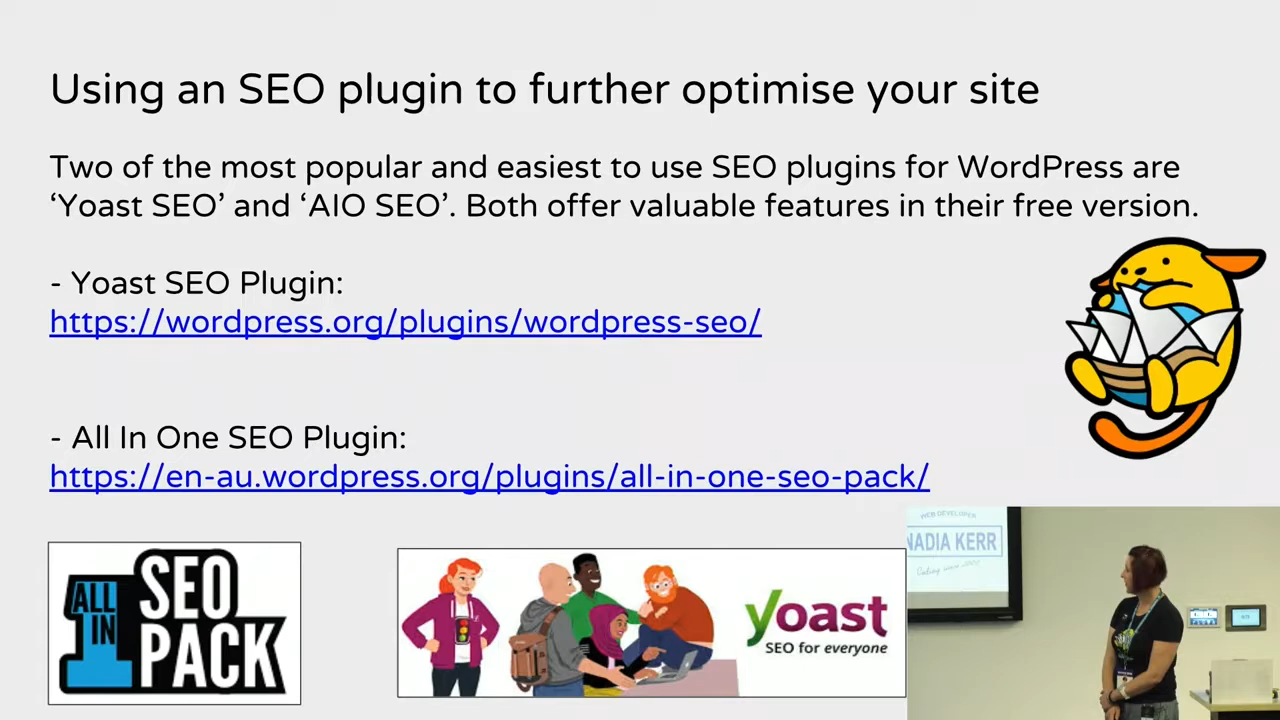 Using an SEO plugin to further optimise your site
Two of the most popular and easiest to use SEO plugins for WordPress are
‘Yoast SEO’ and ‘AIO SEO’. Both offer valuable features in their free version.
- Yoast SEO Plugin:
https://wordpress.org/plugins/wordpress-seo/
- All In One SEO Plugin:
https://en-au.wordpress.org/plugins/all-in-one-seo-pack/
ALL
IN
1
SEO
PACK
yoast
SEO for everyone
WEB DEVELOPER
NADIA KERR
Coding since